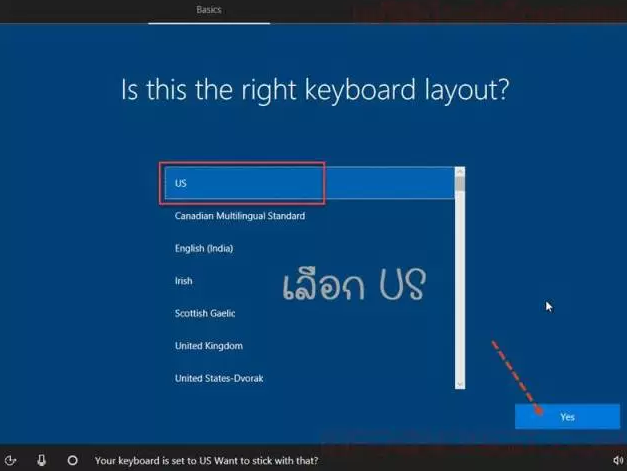 Basics
Is this the right keyboard layout?
US
Canadian Multilingual Standard
English (India)
Irish
เลือก US
Scottish Gaelic
United Kingdom
United States-Dvorak
Yes
Your keyboard is set to US Want to stick with that?